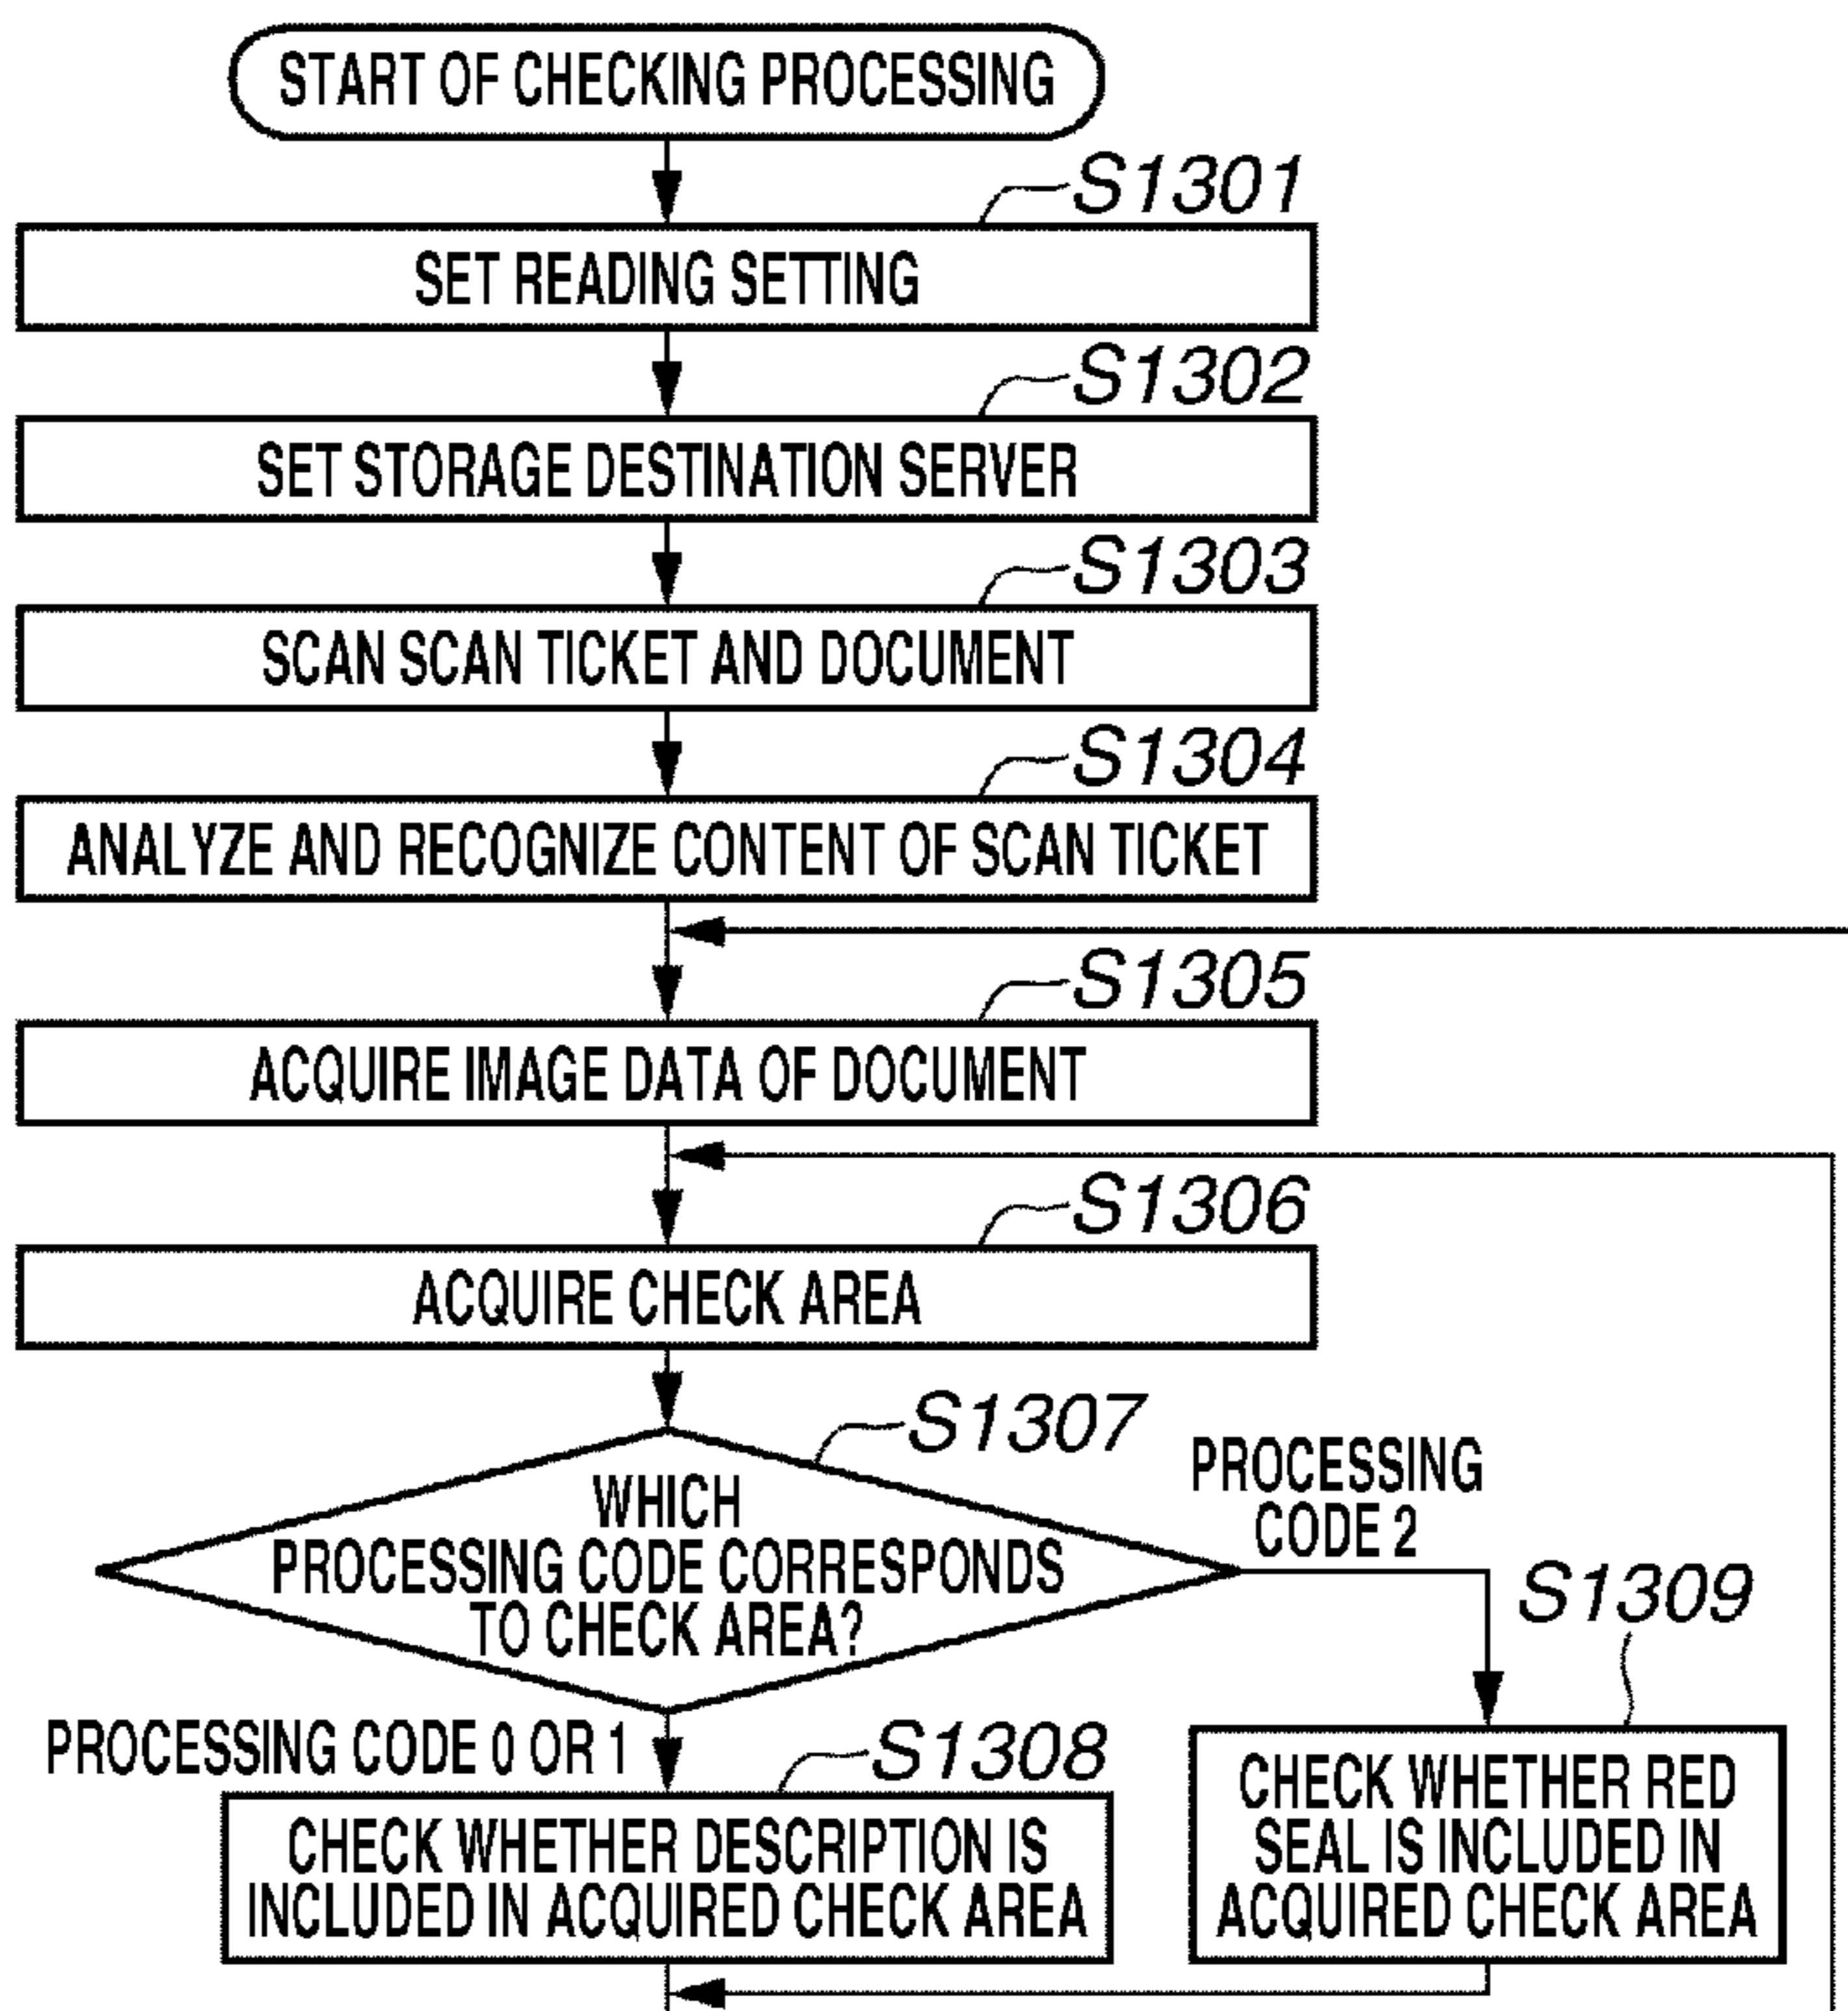 START OF CHECKING PROCESSING
S1301
SET READING SETTING
S1302
SET STORAGE DESTINATION SERVER
S1303
SCAN SCAN TICKET AND DOCUMENT
S1304
ANALYZE AND RECOGNIZE CONTENT OF SCAN TICKET
S1305
ACQUIRE IMAGE DATA OF DOCUMENT
S1306
ACQUIRE CHECK AREA
S1307
WHICH
PROCESSING CODE CORRESPONDS
TO CHECK AREA?
PROCESSING
CODE 2
S1309
PROCESSING CODE 0 OR 1
S1308
CHECK WHETHER DESCRIPTION IS
INCLUDED IN ACQUIRED CHECK AREA
CHECK WHETHER RED
SEAL IS INCLUDED IN
ACQUIRED CHECK AREA